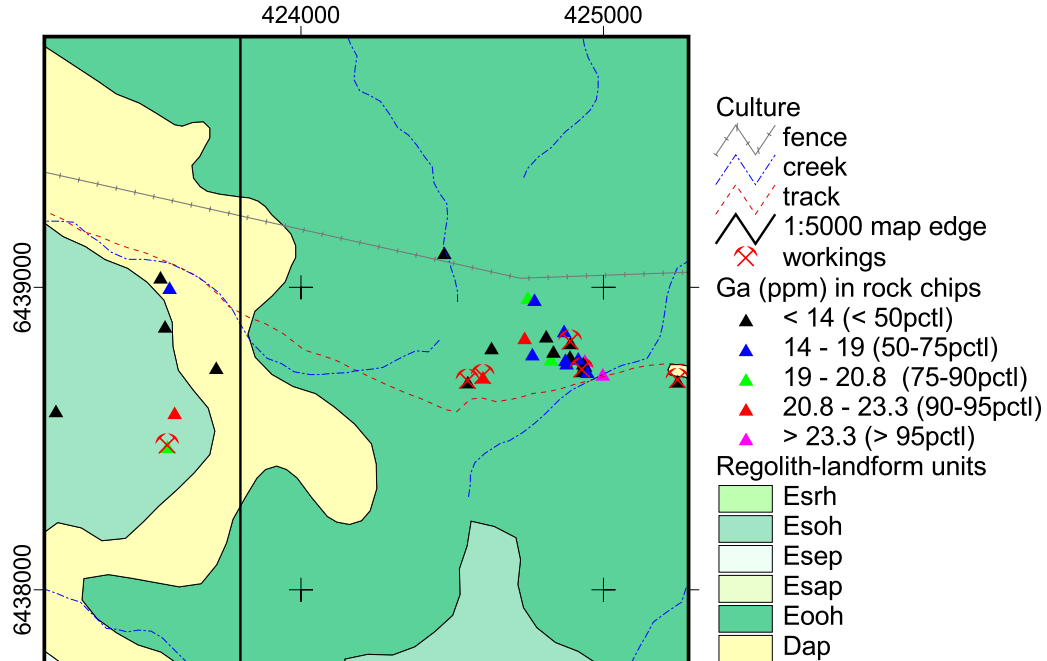 424000
425000
6439000
6438000
Culture
fence
creek
track
1:5000 map edge
workings
Ga (ppm) in rock chips
< 14 (< 50pctl)
14 - 19 (50-75pctl)
19 - 20.8 (75-90pctl)
20.8 - 23.3 (90-95pctl)
> 23.3 (> 95pctl)
Regolith-landform units
Esrh
Esoh
Esep
Esap
Eooh
Dap